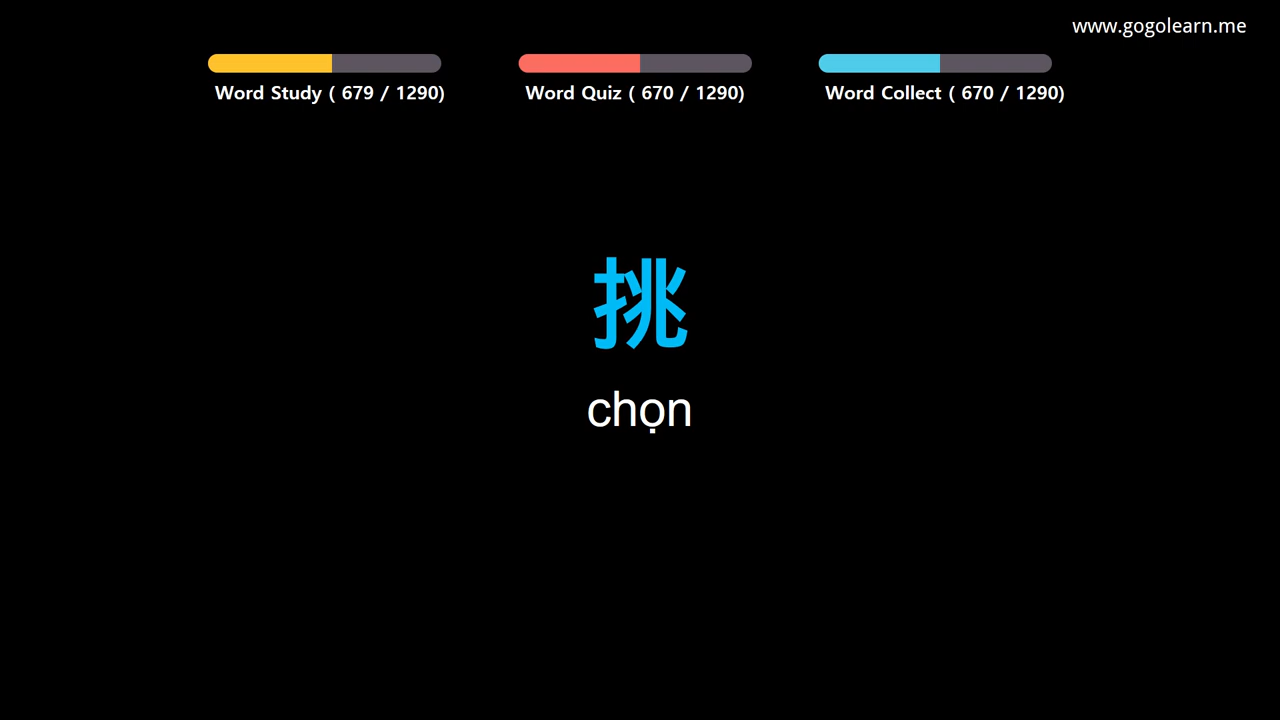 www.gogolearn.me
Word Study ( 679 / 1290)
Word Quiz ( 670 / 1290)
Word Collect ( 670 / 1290)
挑
chọn